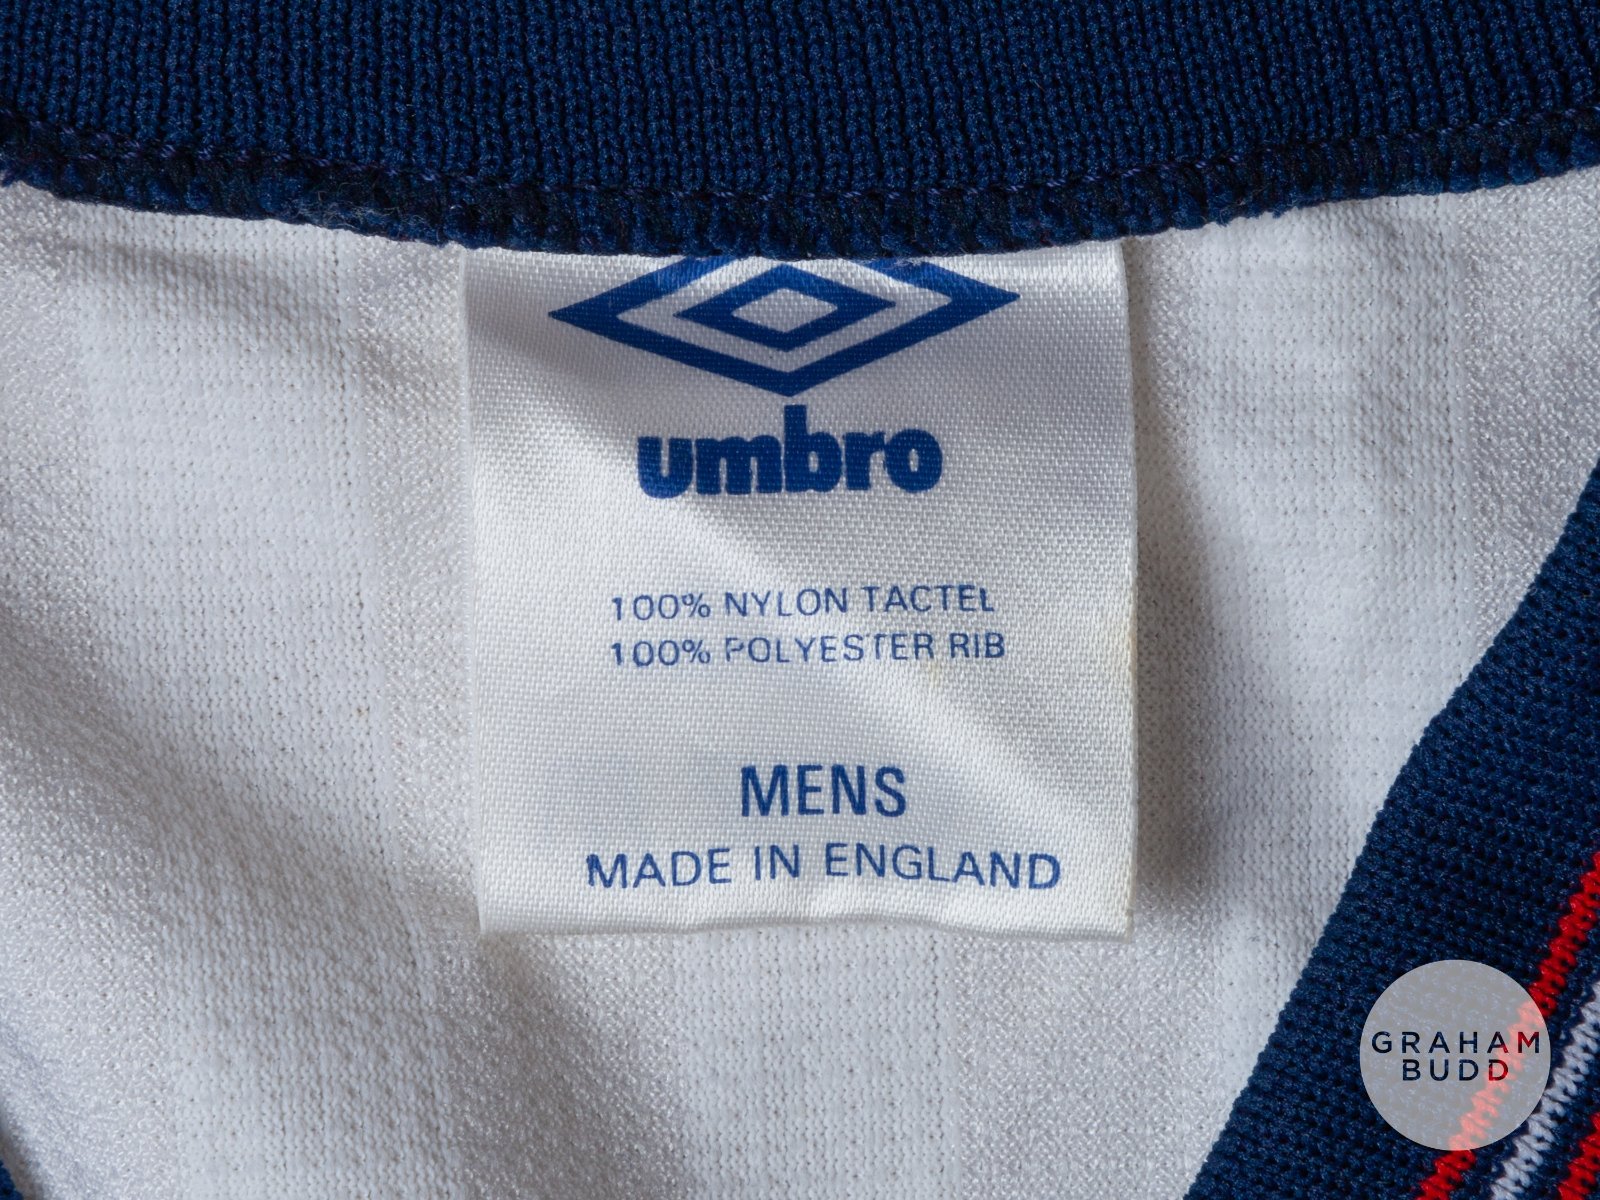 umbro
100% NYLON TACTEL
100% POLYESTER RIB
MENS
MADE IN ENGLAND
GRAHAM
BUDD